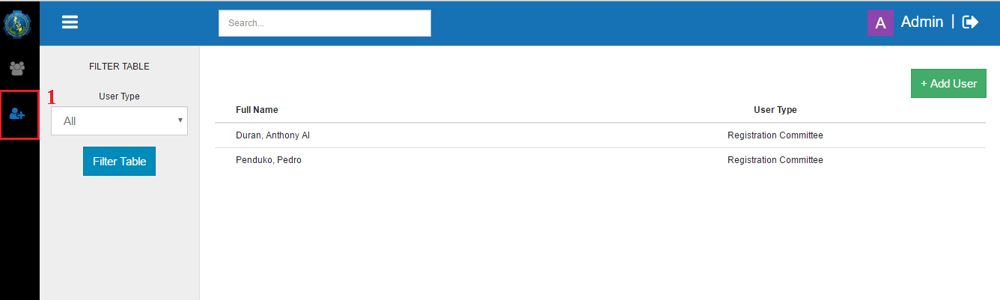 Search...
A Admin |
FILTER TABLE
1
User Type
All
Filter Table
+ Add User
Full Name User Type
Duran, Anthony Al Registration Committee
Penduko, Pedro Registration Committee